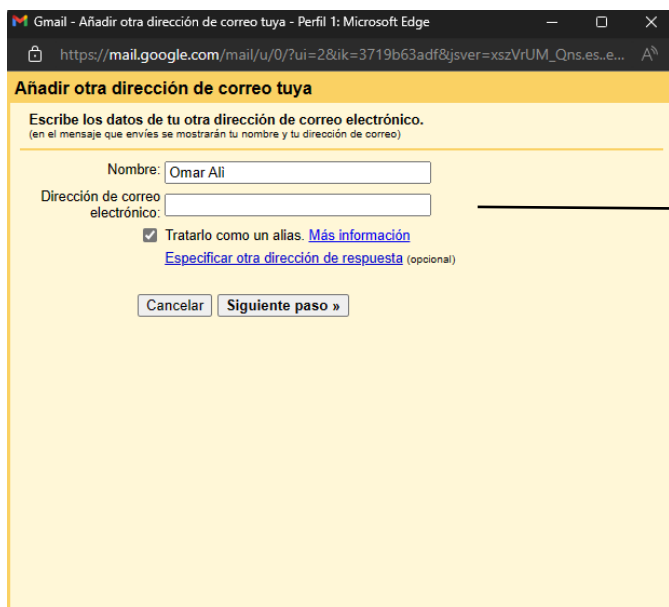 Gmail - Añadir otra dirección de correo tuya - Perfil 1: Microsoft Edge
https://mail.google.com/mail/u/0/?ui=2&ik=3719b63adf&jsver=xszVrUM_Qns.es..e...
Añadir otra dirección de correo tuya
Escribe los datos de tu otra dirección de correo electrónico.
(en el mensaje que envíes se mostrarán tu nombre y tu dirección de correo)
Nombre: Omar Alì
Dirección de correo
electrónico:
Tratarlo como un alias. Más información
Especificar otra dirección de respuesta (opcional)
Cancelar Siguiente paso »